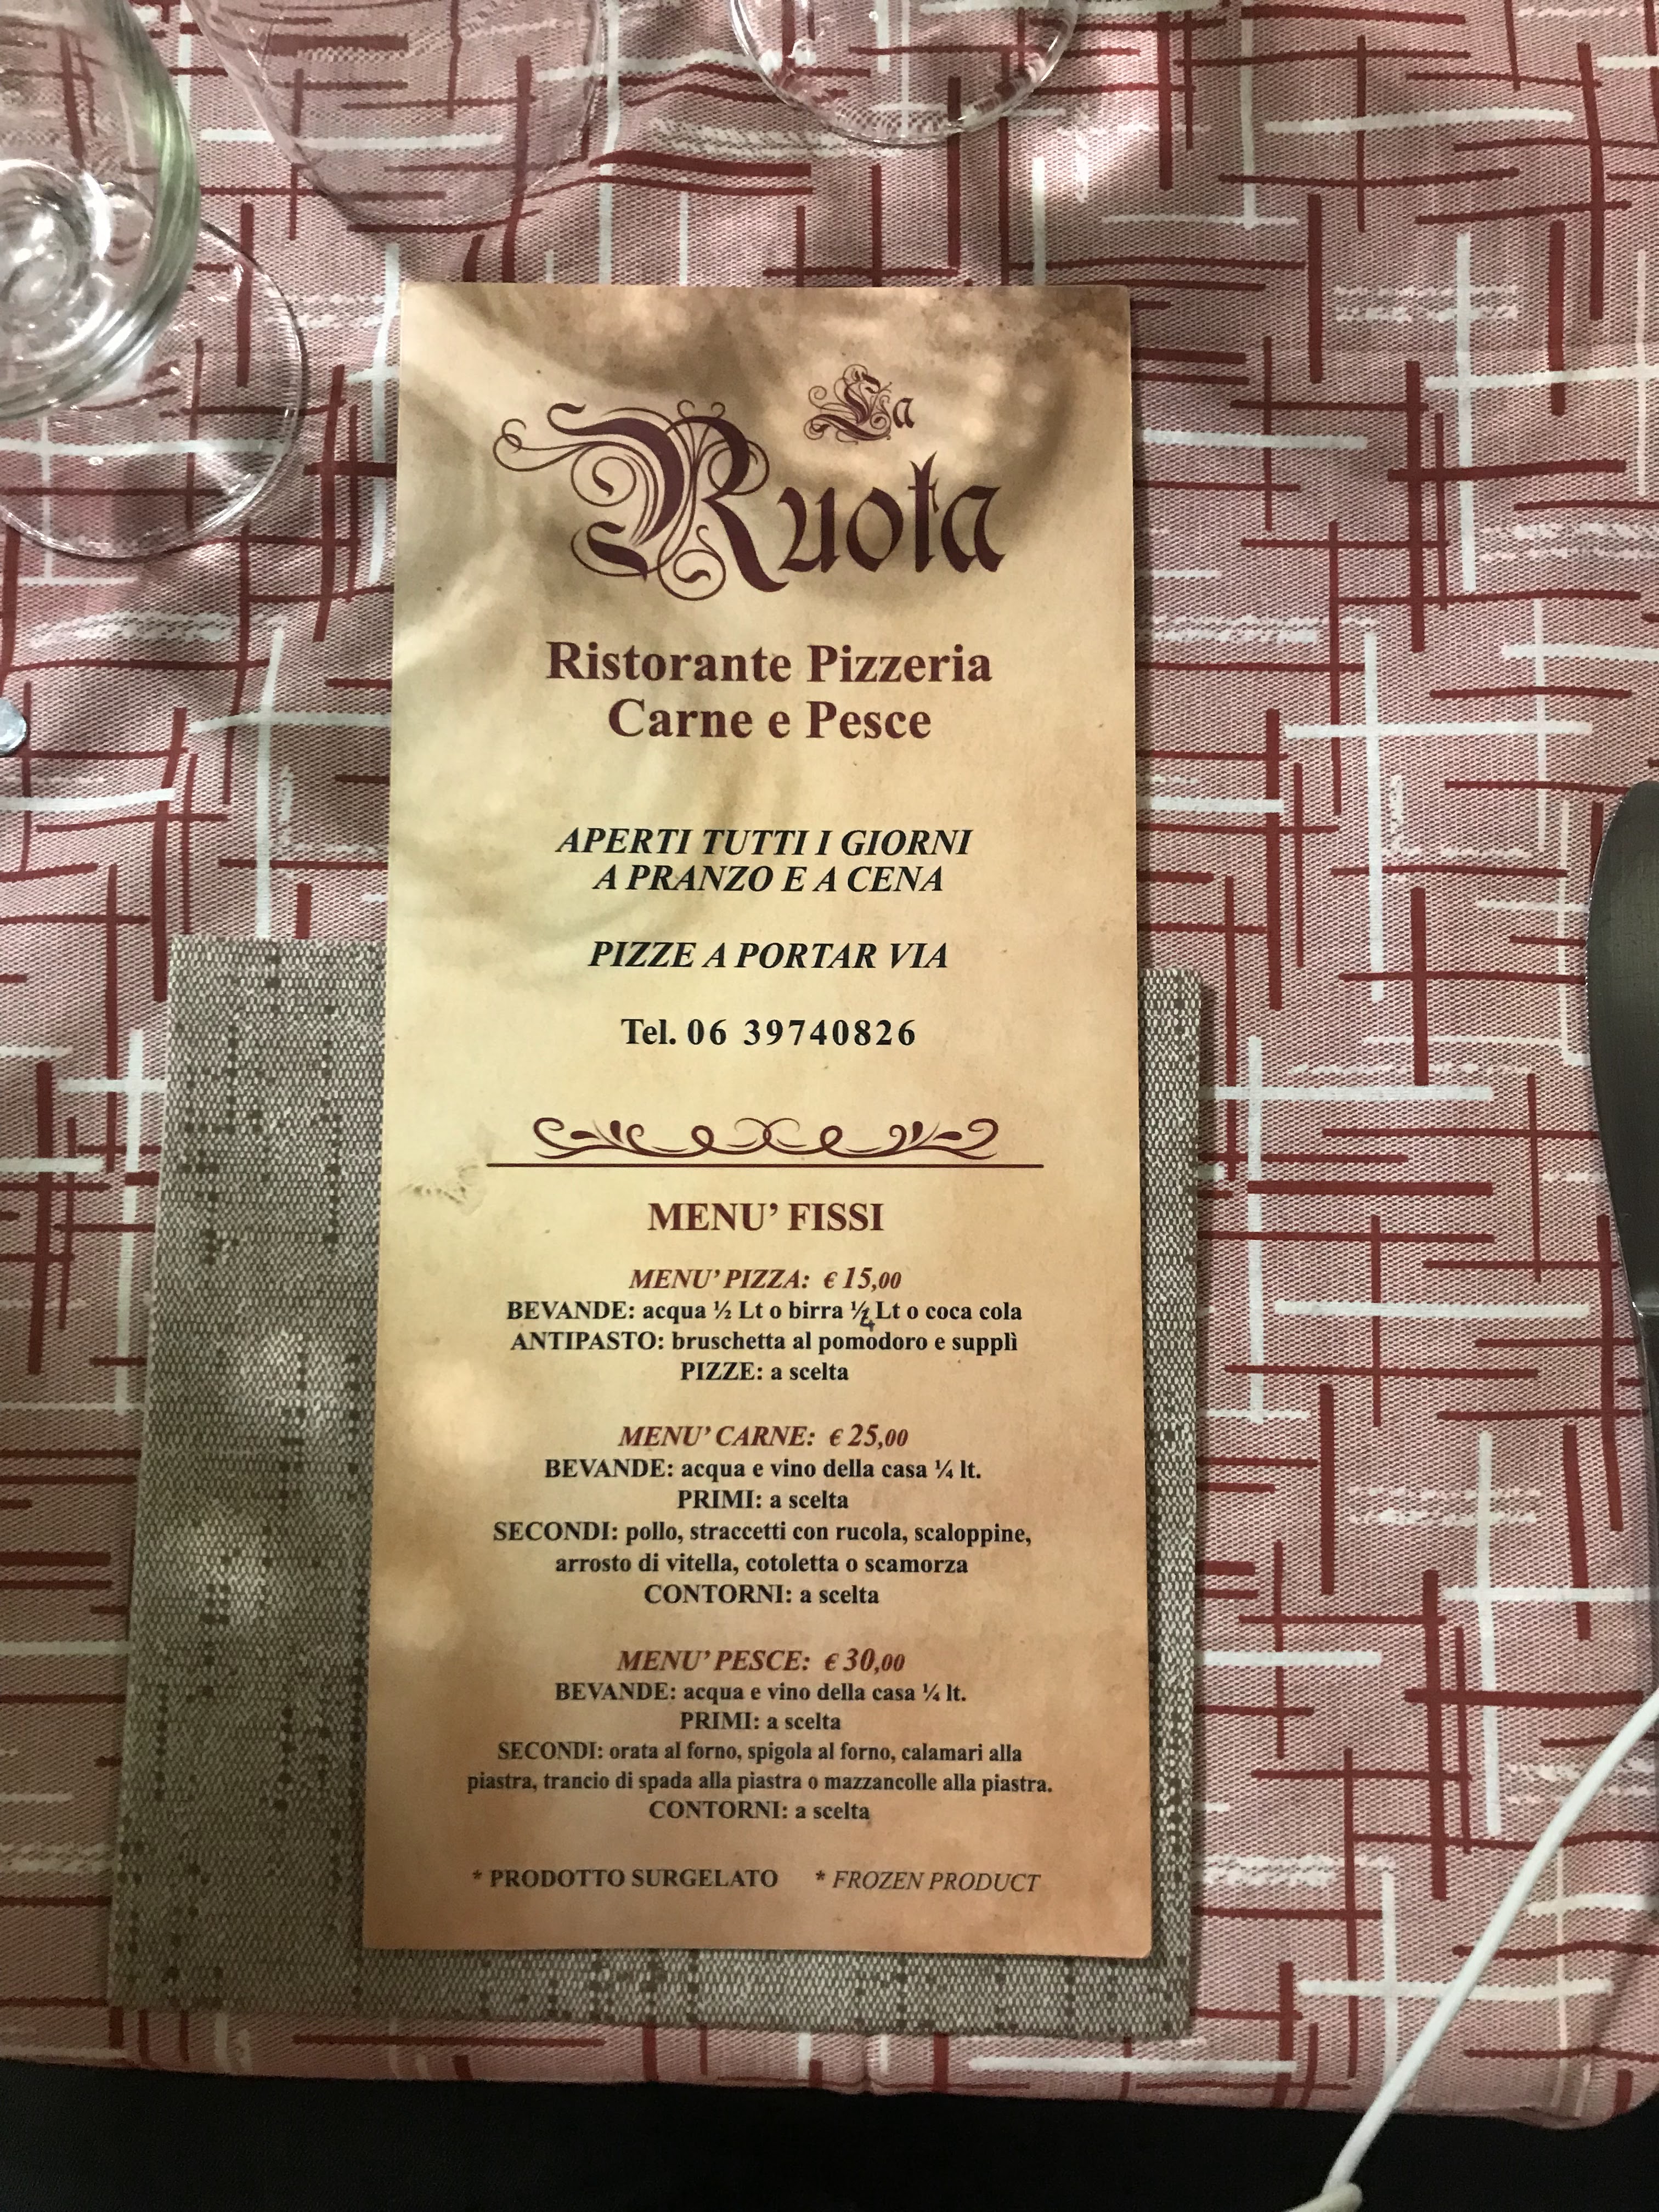 La
Ruota
Ristorante Pizzeria
Carne e Pesce
APERTI TUTTI I GIORNI
A PRANZO E A CENA
PIZZE A PORTAR VIA
Tel. 06 39740826
MENU' FISSI
MENU' PIZZA: € 15,00
BEVANDE: acqua ½ Lt o birra ¼ Lt o coca cola
ANTIPASTO: bruschetta al pomodoro e supplì
PIZZE: a scelta
MENU' CARNE: € 25,00
BEVANDE: acqua e vino della casa ¼ lt.
PRIMI: a scelta
SECONDI: pollo, straccetti con rucola, scaloppine,
arrosto di vitella, cotoletta o scamorza
CONTORNI: a scelta
MENU' PESCE: € 30,00
BEVANDE: acqua e vino della casa ¼ lt.
PRIMI: a scelta
SECONDI: orata al forno, spigola al forno, calamari alla
piastra, trancio di spada alla piastra o mazzancolle alla piastra.
CONTORNI: a scelta
* PRODOTTO SURGELATO * FROZEN PRODUCT